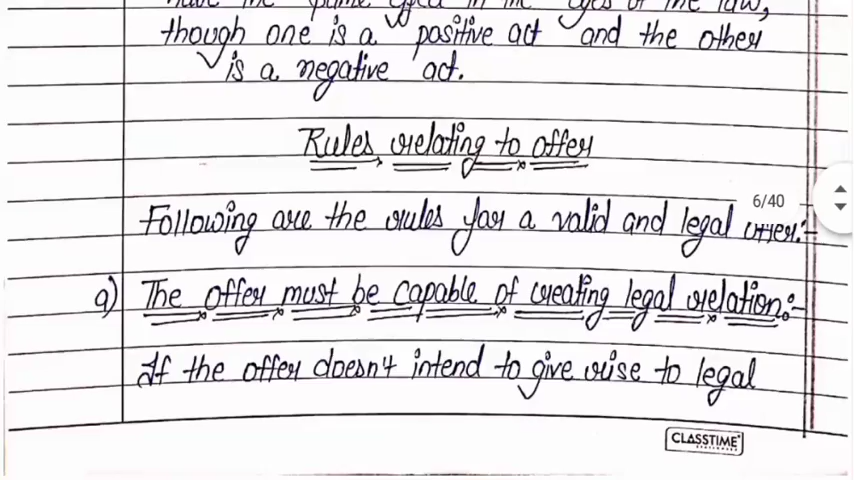 though one is a positive act and the other
is a negative act.
Rules relating to offer
6/40
Following are the rules for a valid and legal offer:-
a) The offer must be capable of creating legal relation:-
If the offer doesn't intend to give rise to legal
CLASSTIME